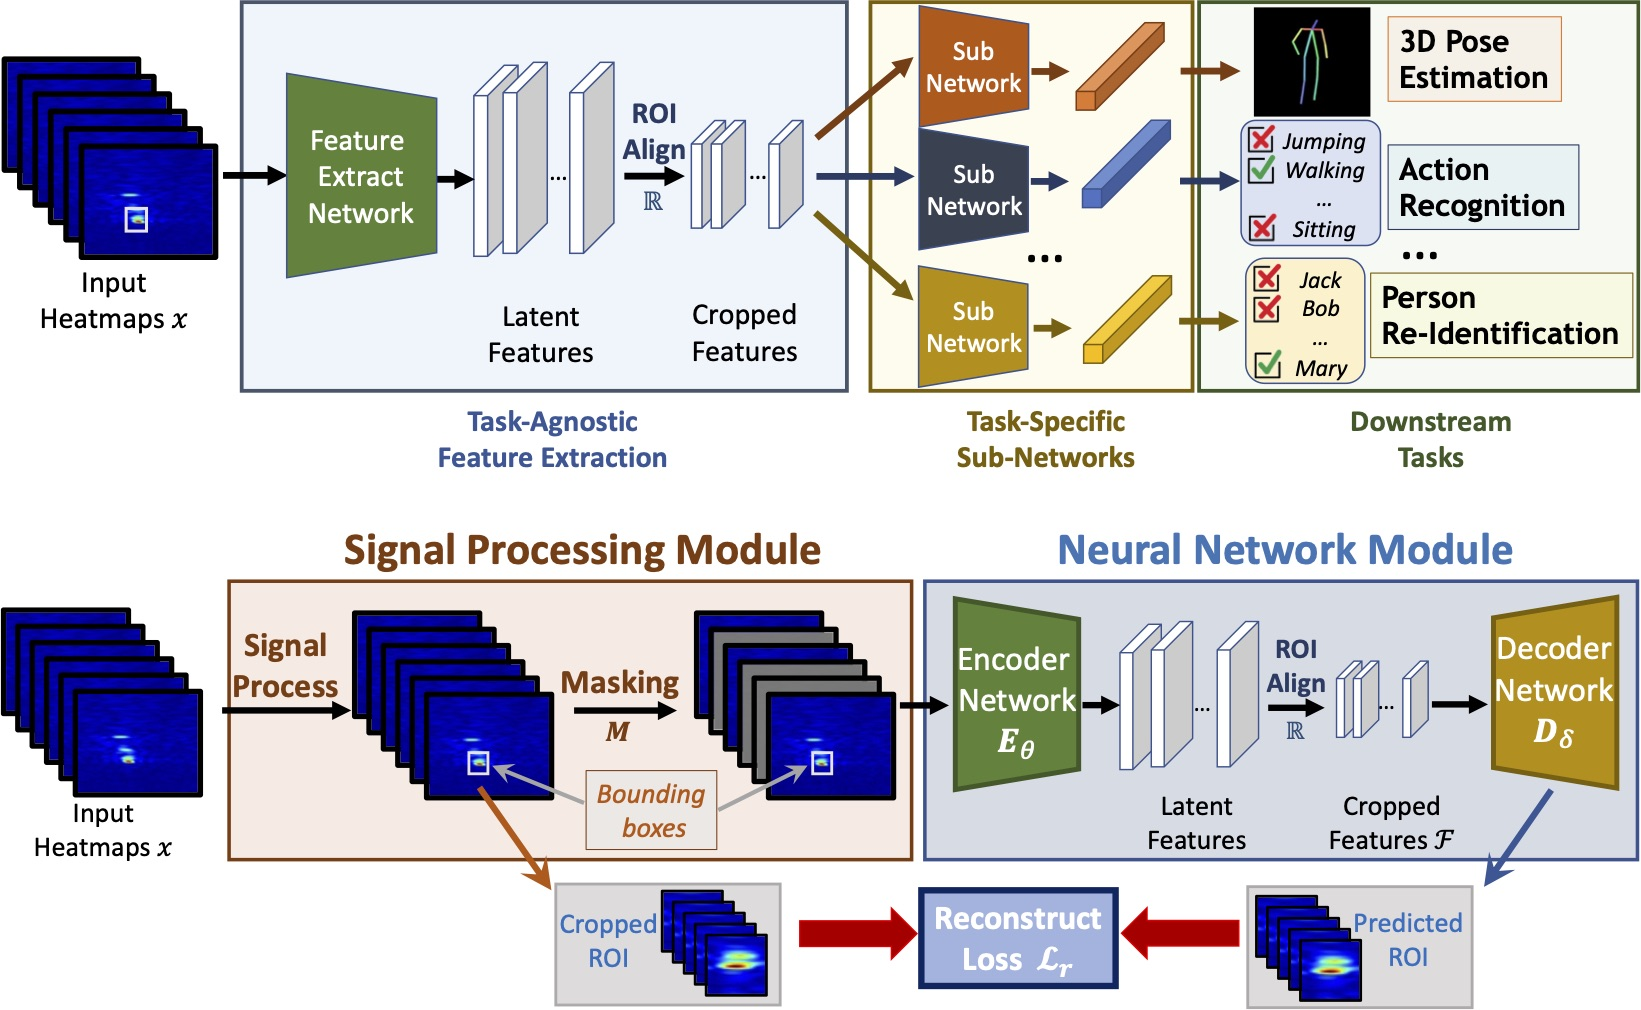 Input
Heatmaps x
Feature
Extract
Network
...
Latent
Features
ROI
Align
ℝ
...
Cropped
Features
Sub
Network
Sub
Network
...
Sub
Network
3D Pose
Estimation
Jumping
Walking
...
Sitting
Action
Recognition
...
Jack
Bob
...
Mary
Person
Re-Identification
Task-Agnostic
Feature Extraction
Task-Specific
Sub-Networks
Downstream
Tasks
Signal Processing Module
Neural Network Module
Input
Heatmaps x
Signal
Process
Masking
M
Bounding
boxes
Encoder
Network
E_θ
...
Latent
Features
ROI
Align
ℝ
...
Cropped
Features ℱ
Decoder
Network
D_δ
Cropped
ROI
Reconstruct
Loss ℒ_r
Predicted
ROI